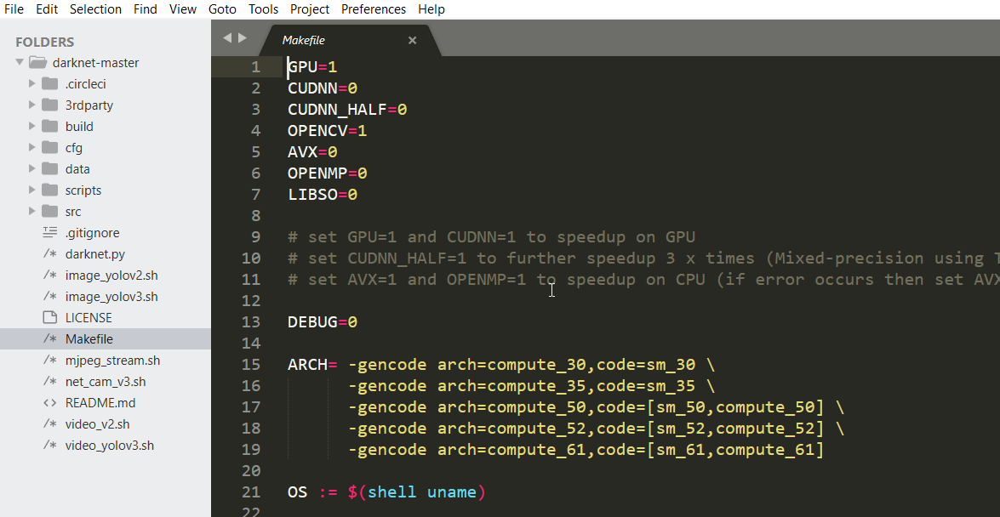 File Edit Selection Find View Goto Tools Project Preferences Help
FOLDERS
darknet-master
.circleci
3rdparty
build
cfg
data
scripts
src
.gitignore
darknet.py
image_yolov2.sh
image_yolov3.sh
LICENSE
Makefile
mjpeg_stream.sh
net_cam_v3.sh
README.md
video_v2.sh
video_yolov3.sh
Makefile
1 GPU=1
2 CUDNN=0
3 CUDNN_HALF=0
4 OPENCV=1
5 AVX=0
6 OPENMP=0
7 LIBSO=0
8
9 # set GPU=1 and CUDNN=1 to speedup on GPU
10 # set CUDNN_HALF=1 to further speedup 3 x times (Mixed-precision using T
11 # set AVX=1 and OPENMP=1 to speedup on CPU (if error occurs then set AVX
12
13 DEBUG=0
14
15 ARCH= -gencode arch=compute_30,code=sm_30 \
16 -gencode arch=compute_35,code=sm_35 \
17 -gencode arch=compute_50,code=[sm_50,compute_50] \
18 -gencode arch=compute_52,code=[sm_52,compute_52] \
19 -gencode arch=compute_61,code=[sm_61,compute_61]
20
21 OS := $(shell uname)
22